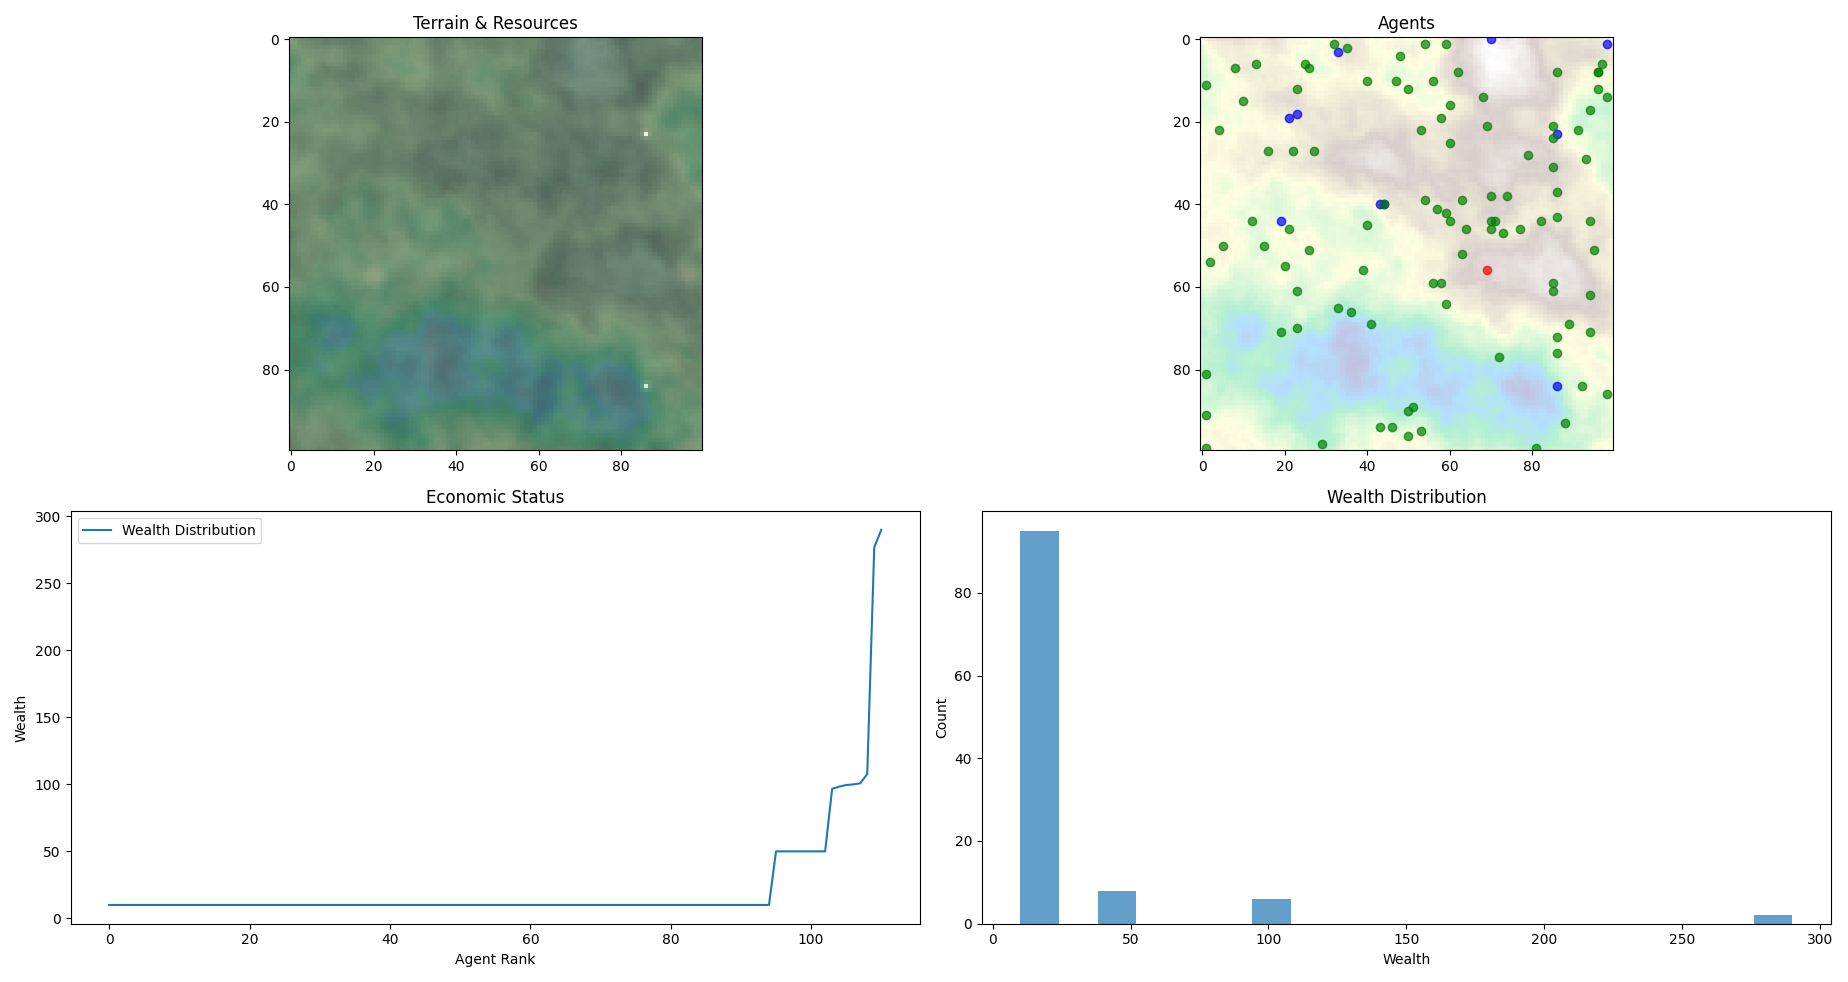 Terrain & Resources
0
20
40
60
80
0 20 40 60 80
Agents
0
20
40
60
80
0 20 40 60 80
Economic Status
Wealth Distribution
300
250
200
150
100
50
0
Wealth
0 20 40 60 80 100
Agent Rank
Wealth Distribution
80
60
40
20
0
Count
0 50 100 150 200 250 300
Wealth